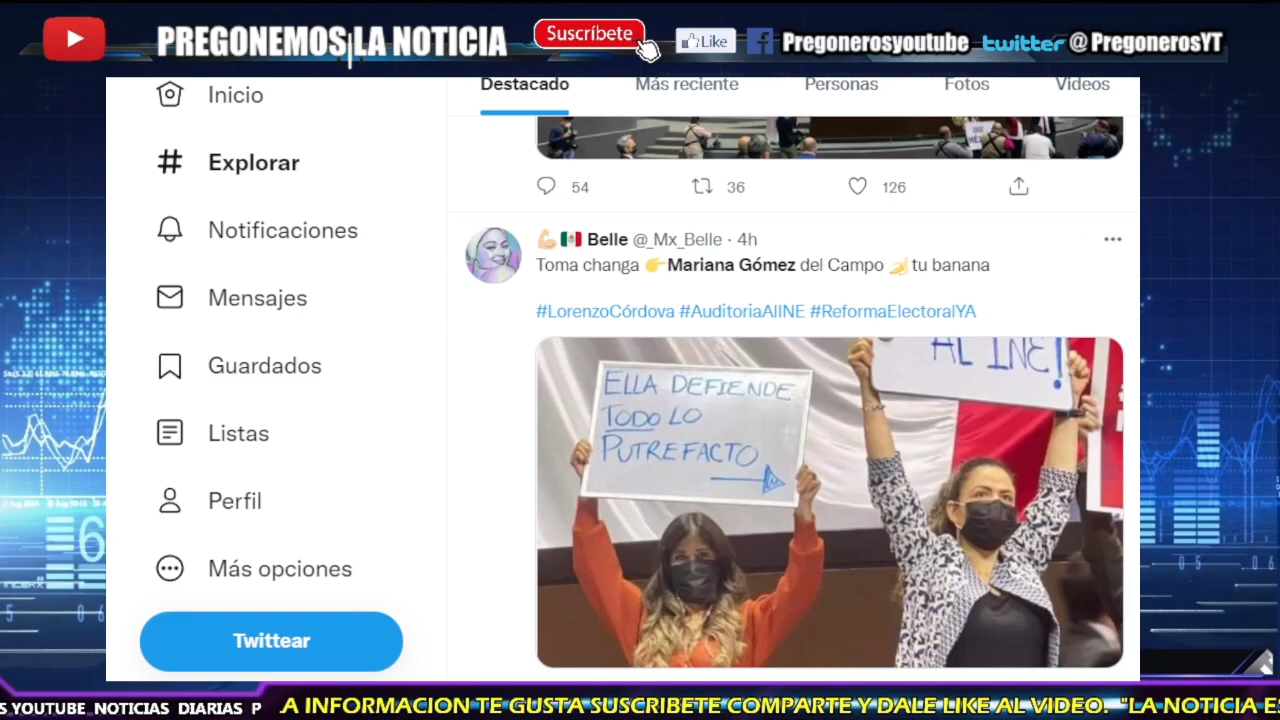 PREGONEMOS LA NOTICIA
Suscríbete
Like
Pregonerosyoutube
twitter @PregonerosYT
Inicio
Explorar
Notificaciones
Mensajes
Guardados
Listas
Perfil
Más opciones
Twittear
Destacado
Más reciente
Personas
Fotos
Videos
54
36
126
Belle @_Mx_Belle · 4h
Toma changa Mariana Gómez del Campo tu banana
#LorenzoCórdova #AuditoriaAlINE #ReformaElectoralYA
ELLA DEFIENDE
TODO LO
PUTREFACTO
AL INE!
S YOUTUBE NOTICIAS DIARIAS P
A INFORMACION TE GUSTA SUSCRIBETE COMPARTE Y DALE LIKE AL VIDEO. "LA NOTICIA E